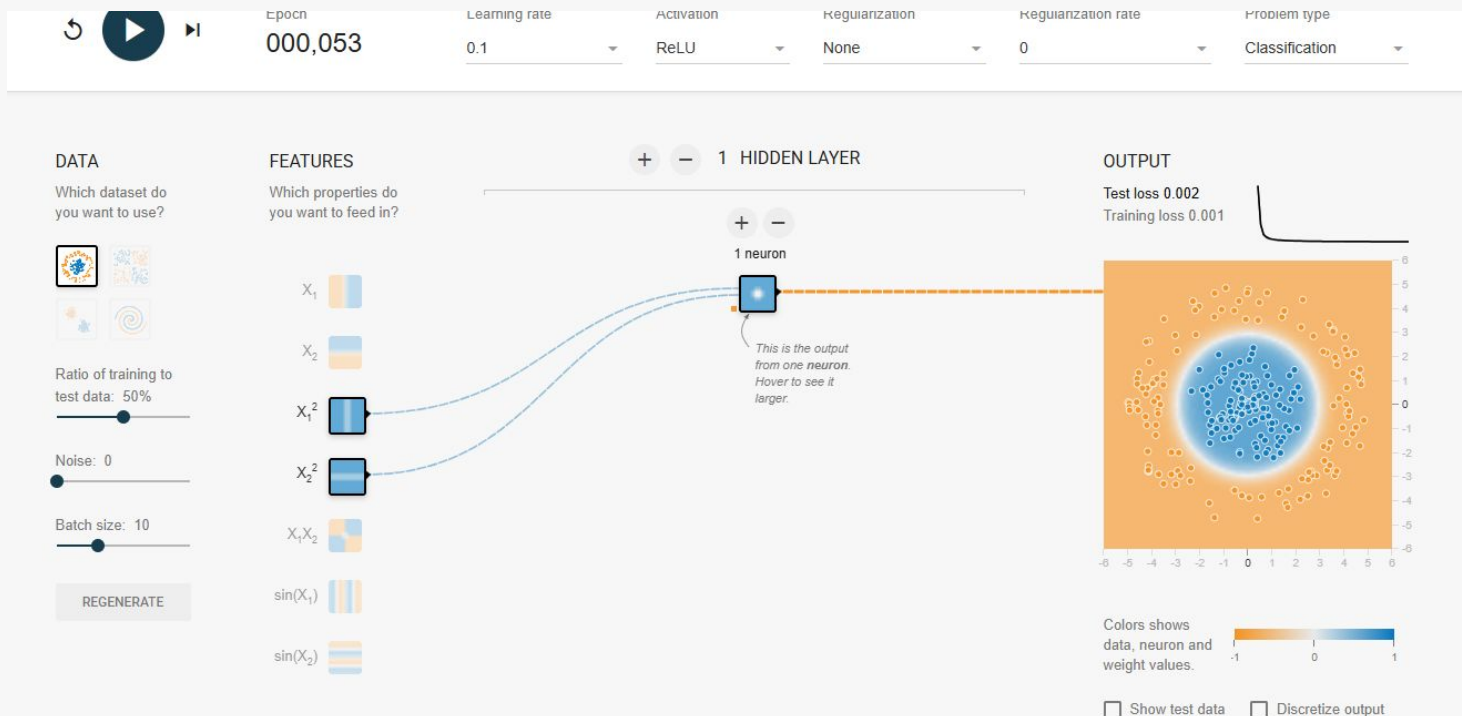 Epoch
Learning rate
Activation
Regularization
Regularization rate
Problem type
000,053
0.1
ReLU
None
0
Classification
DATA
Which dataset do
you want to use?
Ratio of training to
test data: 50%
Noise: 0
Batch size: 10
REGENERATE
FEATURES
Which properties do
you want to feed in?
X₁
X₂
X₁²
X₂²
X₁X₂
sin(X₁)
sin(X₂)
+ − 1 HIDDEN LAYER
+ −
1 neuron
This is the output
from one neuron.
Hover to see it
larger.
OUTPUT
Test loss 0.002
Training loss 0.001
6
5
4
3
2
1
0
-1
-2
-3
-4
-5
-6
-6 -5 -4 -3 -2 -1 0 1 2 3 4 5 6
Colors shows
data, neuron and
weight values.
-1 0 1
Show test data
Discretize output